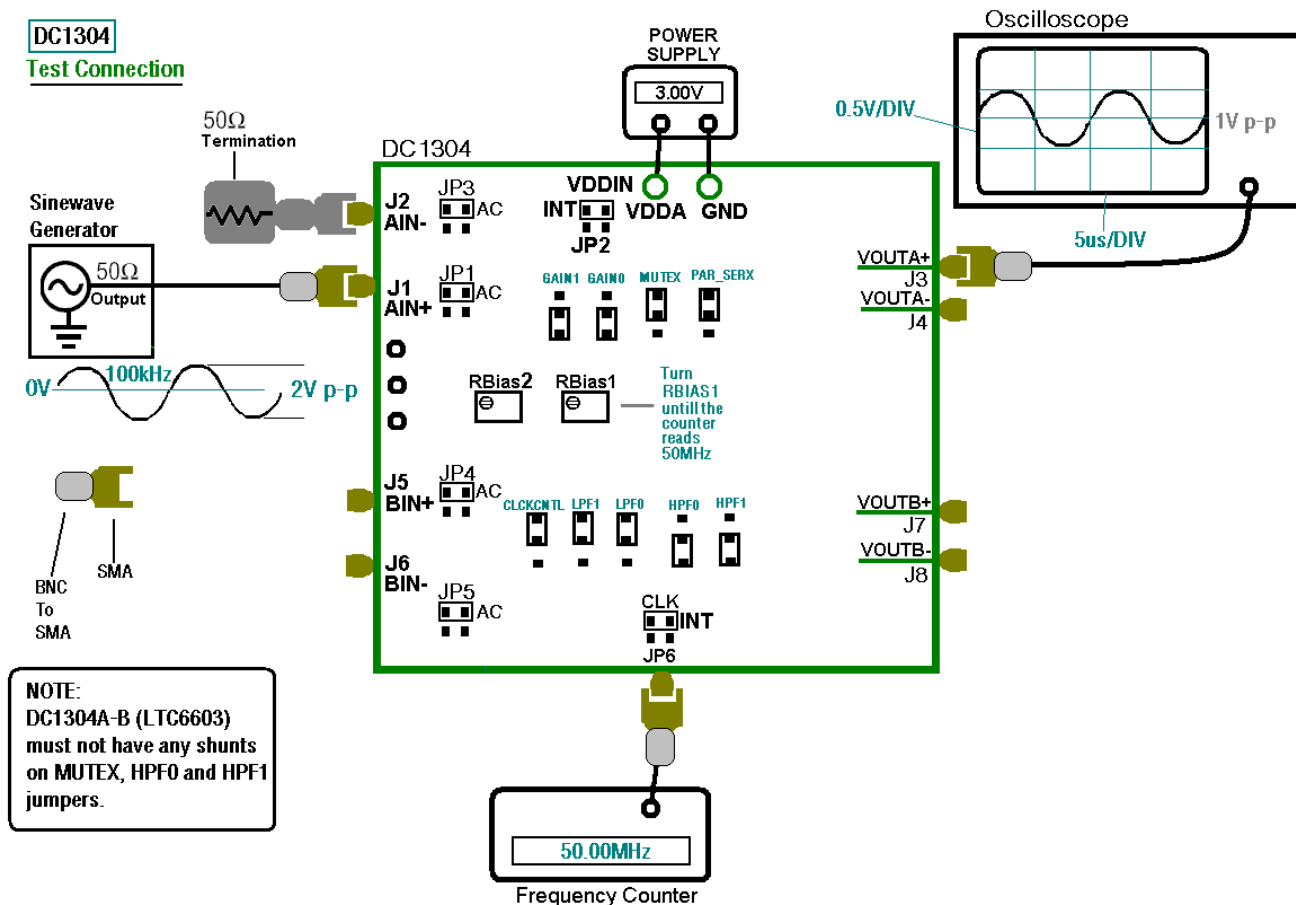 DC1304
Test Connection
50Ω
Termination
Sinewave
Generator
50Ω
Output
0V
100kHz
2V p-p
BNC
To
SMA
SMA
NOTE:
DC1304A-B (LTC6603)
must not have any shunts
on MUTEX, HPF0 and HPF1
jumpers.
POWER
SUPPLY
3.00V
DC1304
J2
AIN-
JP3
AC
J1
AIN+
JP1
AC
VDDIN
VDDA
GND
INT
JP2
GAIN1
GAIN0
MUTEX
PAR_SERX
RBias2
RBias1
Turn
RBIAS1
untill the
counter
reads
50MHz
J5
BIN+
JP4
AC
J6
BIN-
JP5
AC
CLCKCNTL
LPF1
LPF0
HPF0
HPF1
CLK
INT
JP6
VOUTA+
J3
VOUTA-
J4
VOUTB+
J7
VOUTB-
J8
Oscilloscope
0.5V/DIV
1V p-p
5us/DIV
50.00MHz
Frequency Counter